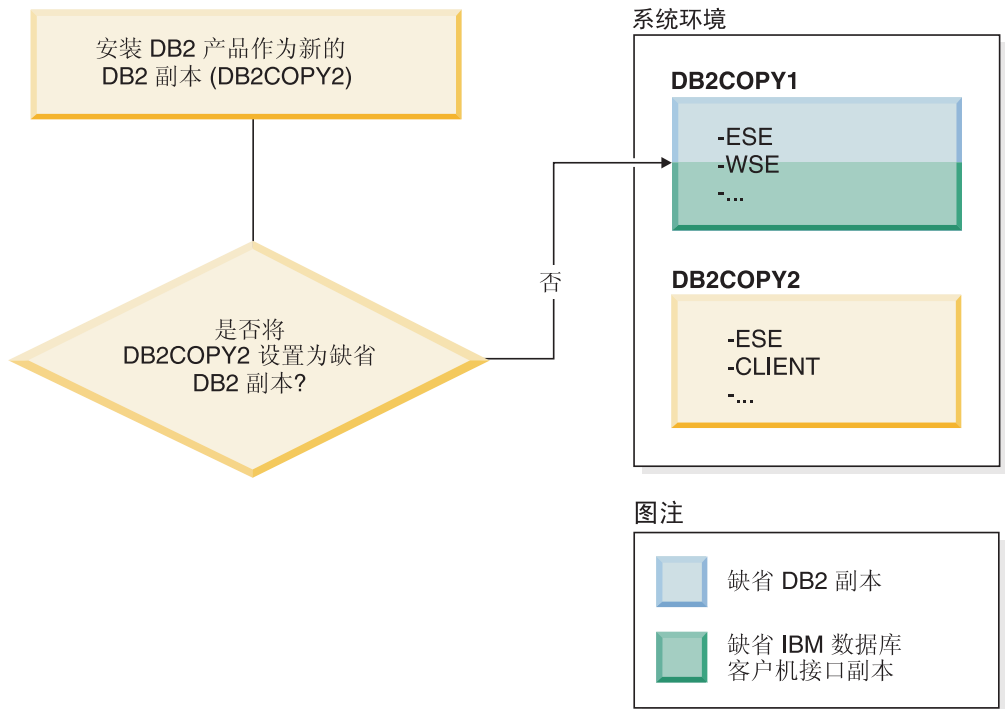 安装 DB2 产品作为新的
DB2 副本 (DB2COPY2)
是否将
DB2COPY2 设置为缺省
DB2 副本?
否
系统环境
DB2COPY1
-ESE
-WSE
-...
DB2COPY2
-ESE
-CLIENT
-...
图注
缺省 DB2 副本
缺省 IBM 数据库
客户机接口副本